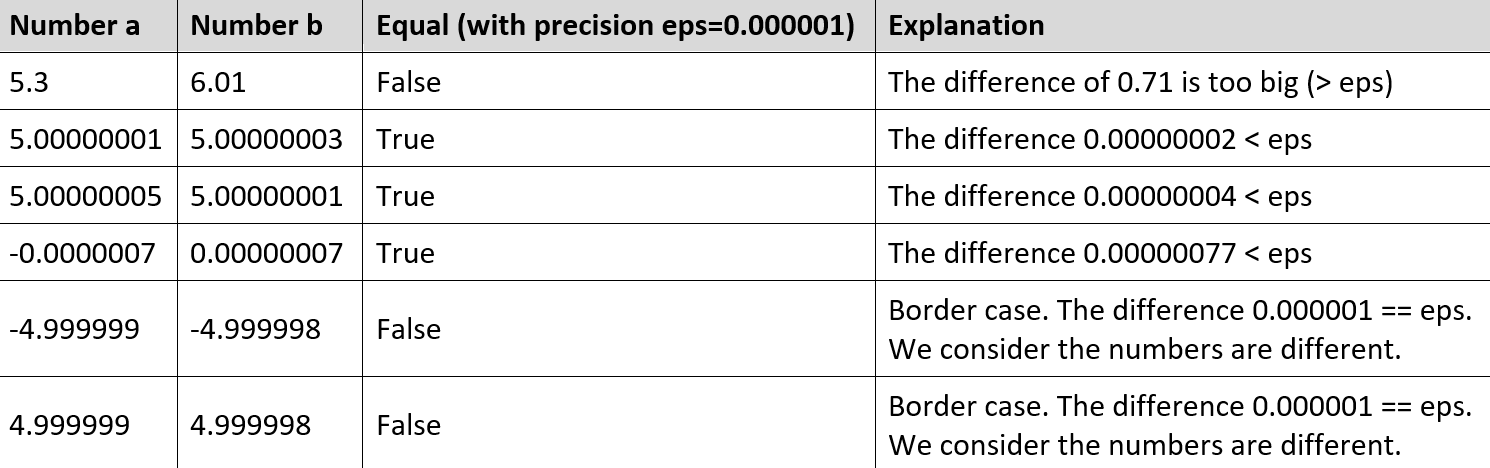 Number a Number b Equal (with precision eps=0.000001) Explanation
5.3 6.01 False The difference of 0.71 is too big (> eps)
5.00000001 5.00000003 True The difference 0.00000002 < eps
5.00000005 5.00000001 True The difference 0.00000004 < eps
-0.0000007 0.00000007 True The difference 0.00000077 < eps
-4.999999 -4.999998 False Border case. The difference 0.000001 == eps.
We consider the numbers are different.
4.999999 4.999998 False Border case. The difference 0.000001 == eps.
We consider the numbers are different.